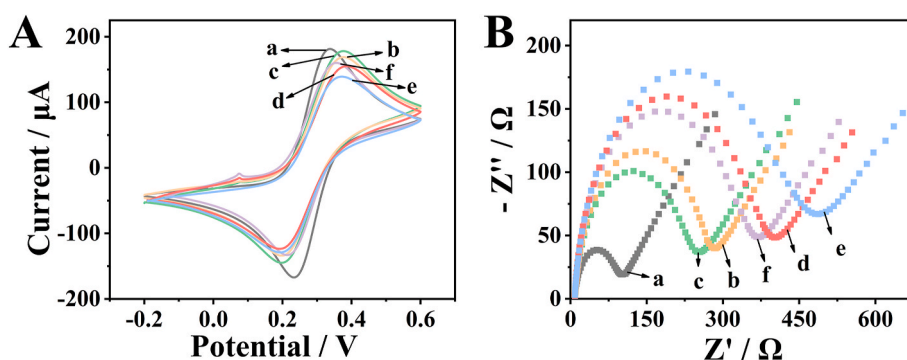 A
200
100
0
-100
-200
Current / μA
-0.2 0.0 0.2 0.4 0.6
Potential / V
a
b
c
f
d
e
B
200
150
100
50
0
- Z'' / Ω
0 150 300 450 600
Z' / Ω
a
c
b
f
d
e